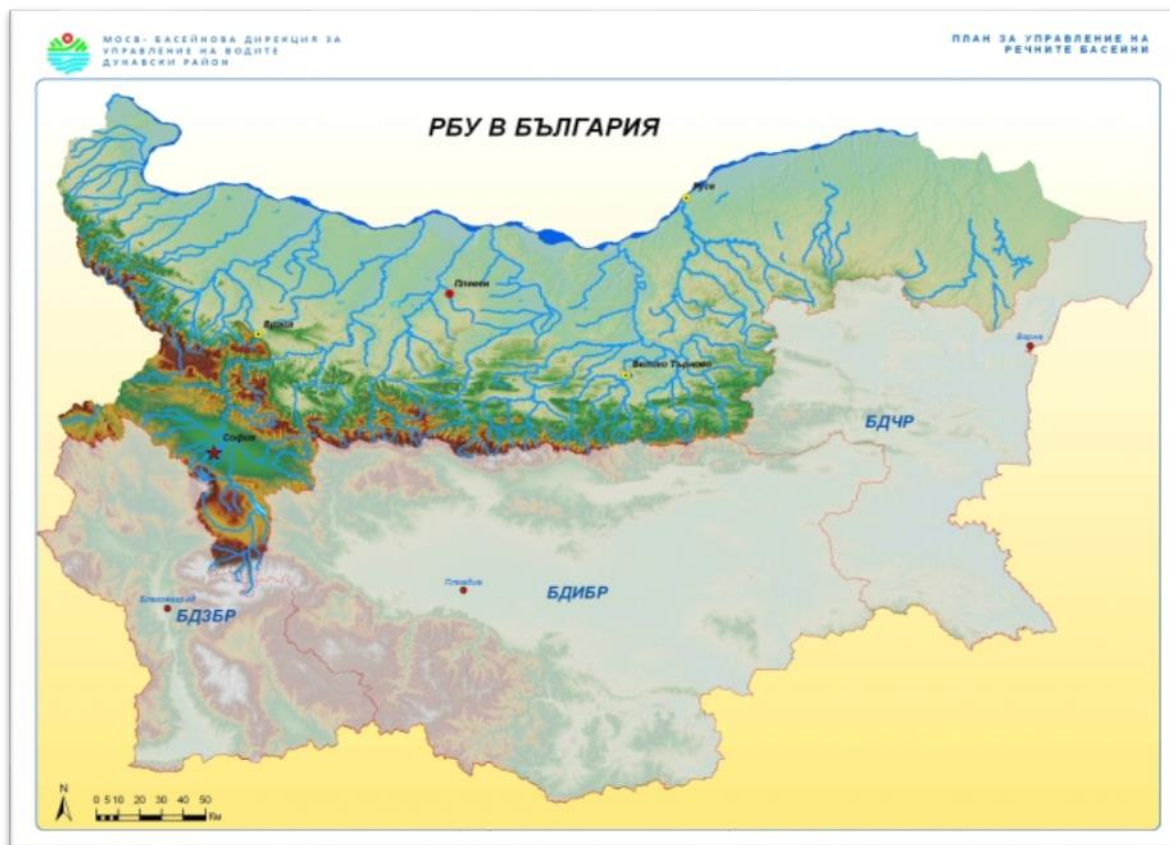 МОСВ- БАСЕЙНОВА ДИРЕКЦИЯ ЗА
УПРАВЛЕНИЕ НА ВОДИТЕ
ДУНАВСКИ РАЙОН
ПЛАН ЗА УПРАВЛЕНИЕ НА
РЕЧНИТЕ БАСЕЙНИ
РБУ В БЪЛГАРИЯ
Русе
Плевен
Враца
Варна
Велико Търново
БДЧР
София
Пловдив
БДИБР
Благоевград
БДЗБР
N
0 5 10 20 30 40 50
Км